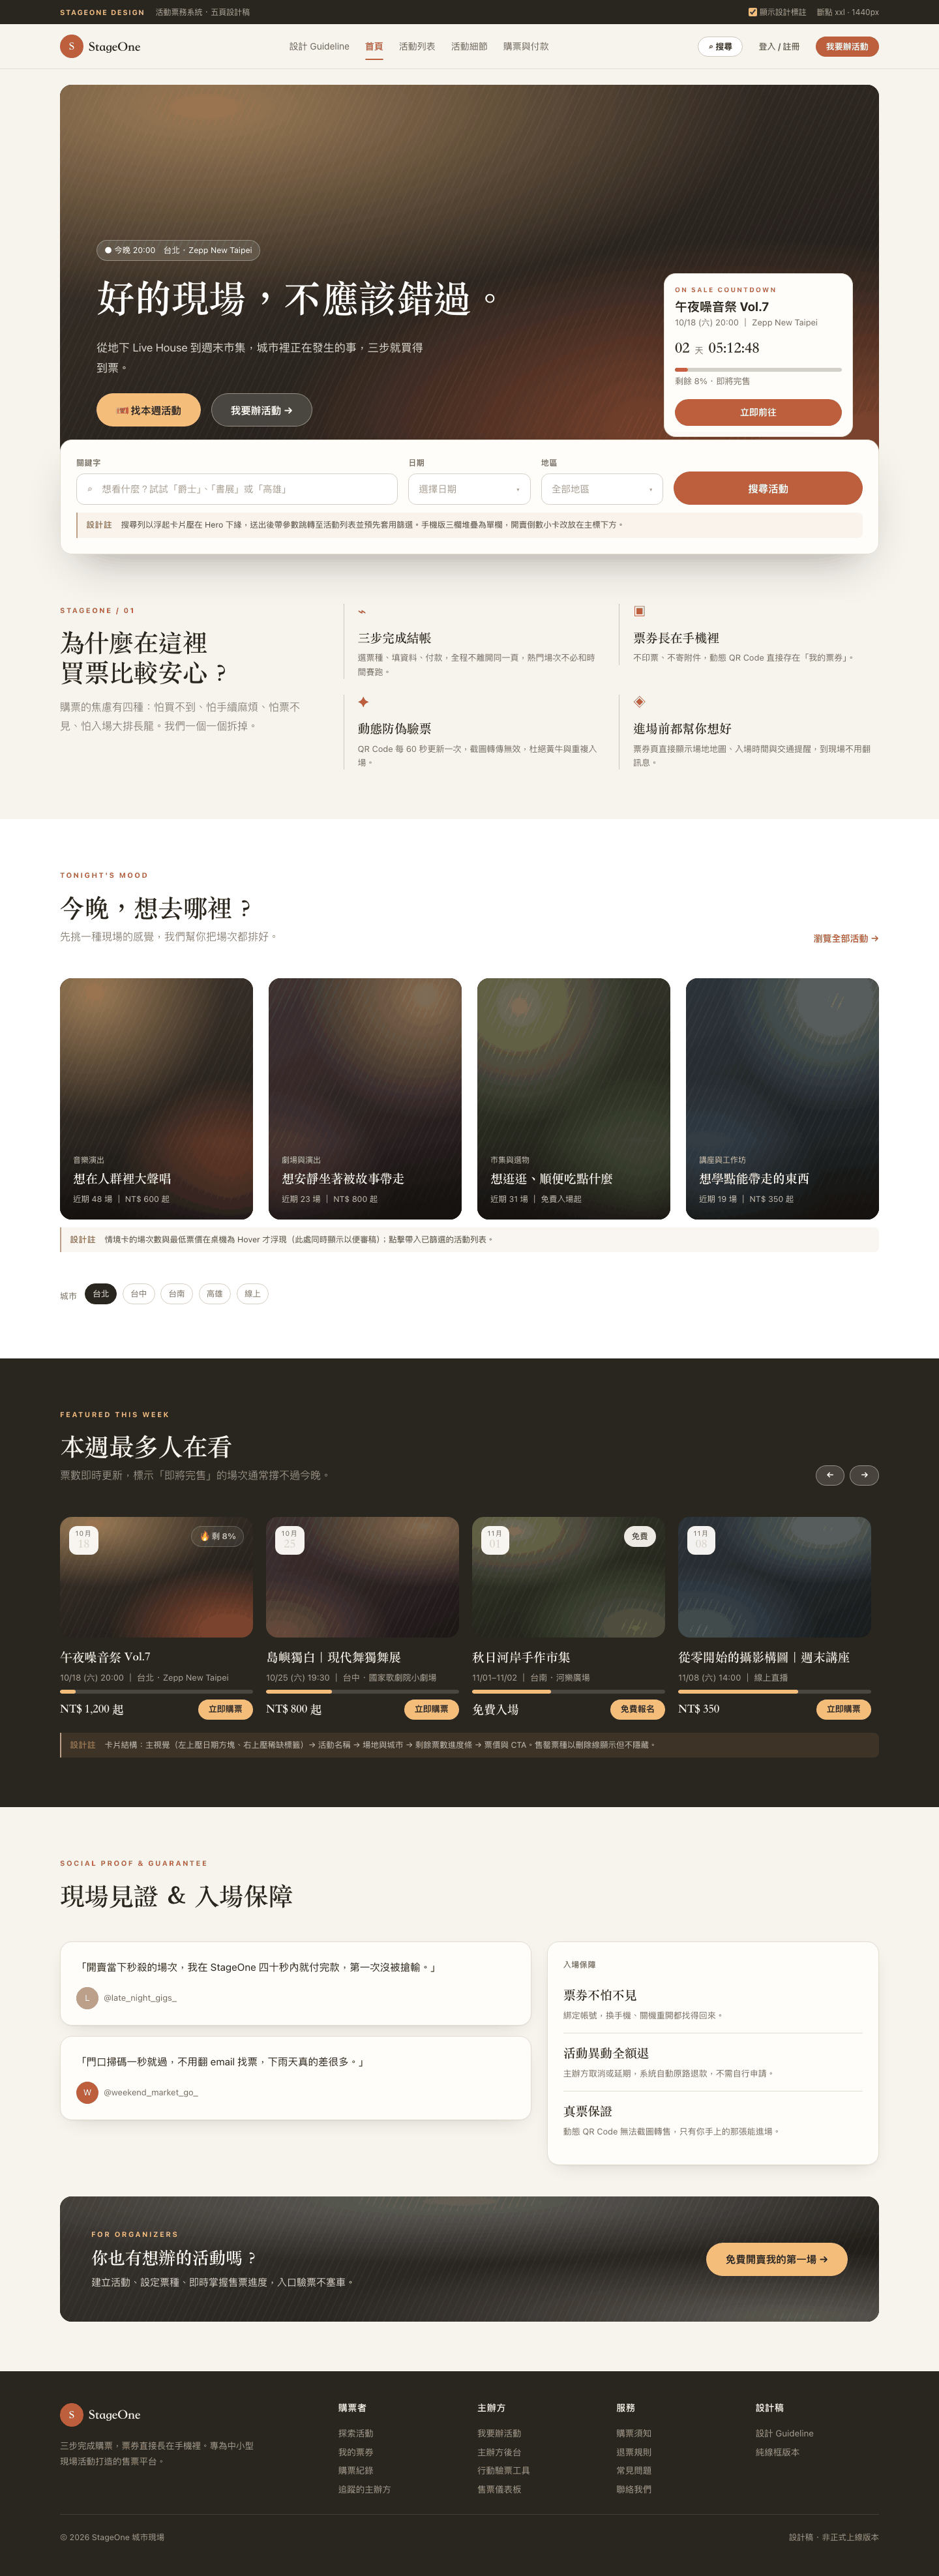 STAGEONE DESIGN 活動票務系統・五頁設計稿
顯示設計標註 斷點 xxl · 1440px
S StageOne
設計 Guideline 首頁 活動列表 活動細節 購票與付款
搜尋 登入 / 註冊 我要辦活動
今晚 20:00 台北・Zepp New Taipei
好的現場，不應該錯過。
從地下 Live House 到週末市集，城市裡正在發生的事，三步就買得
到票。
找本週活動 我要辦活動 →
ON SALE COUNTDOWN
午夜噪音祭 Vol.7
10/18 (六) 20:00 ｜ Zepp New Taipei
02 天 05:12:48
剩餘 8%・即將完售
立即前往
關鍵字
想看什麼？試試「爵士」、「書展」或「高雄」
日期
選擇日期
地區
全部地區
搜尋活動
設計註 搜尋列以浮起卡片壓在 Hero 下緣，送出後帶參數跳轉至活動列表並預先套用篩選。手機版三欄堆疊為單欄，開賣倒數小卡改放在主標下方。
STAGEONE / 01
為什麼在這裡
買票比較安心？
購票的焦慮有四種：怕買不到、怕手續麻煩、怕票不
見、怕入場大排長龍。我們一個一個拆掉。
三步完成結帳
選票種、填資料、付款，全程不離開同一頁，熱門場次不必和時
間賽跑。
票券長在手機裡
不印票、不寄附件，動態 QR Code 直接存在「我的票券」。
動態防偽驗票
QR Code 每 60 秒更新一次，截圖轉傳無效，杜絕黃牛與重複入
場。
進場前都幫你想好
票券頁直接顯示場地地圖、入場時間與交通提醒，到現場不用翻
訊息。
TONIGHT'S MOOD
今晚，想去哪裡？
先挑一種現場的感覺，我們幫你把場次都排好。
瀏覽全部活動 →
音樂演出
想在人群裡大聲唱
近期 48 場 ｜ NT$ 600 起
劇場與演出
想安靜坐著被故事帶走
近期 23 場 ｜ NT$ 800 起
市集與選物
想逛逛、順便吃點什麼
近期 31 場 ｜ 免費入場起
講座與工作坊
想學點能帶走的東西
近期 19 場 ｜ NT$ 350 起
設計註 情境卡的場次數與最低票價在桌機為 Hover 才浮現（此處同時顯示以便審稿）；點擊帶入已篩選的活動列表。
城市 台北 台中 台南 高雄 線上
FEATURED THIS WEEK
本週最多人在看
票數即時更新，標示「即將完售」的場次通常撐不過今晚。
← →
10月
18
剩 8%
午夜噪音祭 Vol.7
10/18 (六) 20:00 ｜ 台北・Zepp New Taipei
NT$ 1,200 起
立即購票
10月
25
島嶼獨白｜現代舞獨舞展
10/25 (六) 19:30 ｜ 台中・國家歌劇院小劇場
NT$ 800 起
立即購票
11月
01
免費
秋日河岸手作市集
11/01–11/02 ｜ 台南・河樂廣場
免費入場
免費報名
11月
08
從零開始的攝影構圖｜週末講座
11/08 (六) 14:00 ｜ 線上直播
NT$ 350
立即購票
設計註 卡片結構：主視覺（左上壓日期方塊、右上壓稀缺標籤）→ 活動名稱 → 場地與城市 → 剩餘票數進度條 → 票價與 CTA。售罄票種以刪除線顯示但不隱藏。
SOCIAL PROOF & GUARANTEE
現場見證 & 入場保障
「開賣當下秒殺的場次，我在 StageOne 四十秒內就付完款，第一次沒被擠輸。」
L @late_night_gigs_
「門口掃碼一秒就過，不用翻 email 找票，下雨天真的差很多。」
W @weekend_market_go_
入場保障
票券不怕不見
綁定帳號，換手機、關機重開都找得回來。
活動異動全額退
主辦方取消或延期，系統自動原路退款，不需自行申請。
真票保證
動態 QR Code 無法截圖轉售，只有你手上的那張能進場。
FOR ORGANIZERS
你也有想辦的活動嗎？
建立活動、設定票種、即時掌握售票進度，入口驗票不塞車。
免費開賣我的第一場 →
S StageOne
三步完成購票，票券直接長在手機裡。專為中小型
現場活動打造的售票平台。
購票者
探索活動
我的票券
購票紀錄
追蹤的主辦方
主辦方
我要辦活動
主辦方後台
行動驗票工具
售票儀表板
服務
購票須知
退票規則
常見問題
聯絡我們
設計稿
設計 Guideline
純線框版本
© 2026 StageOne 城市現場
設計稿・非正式上線版本